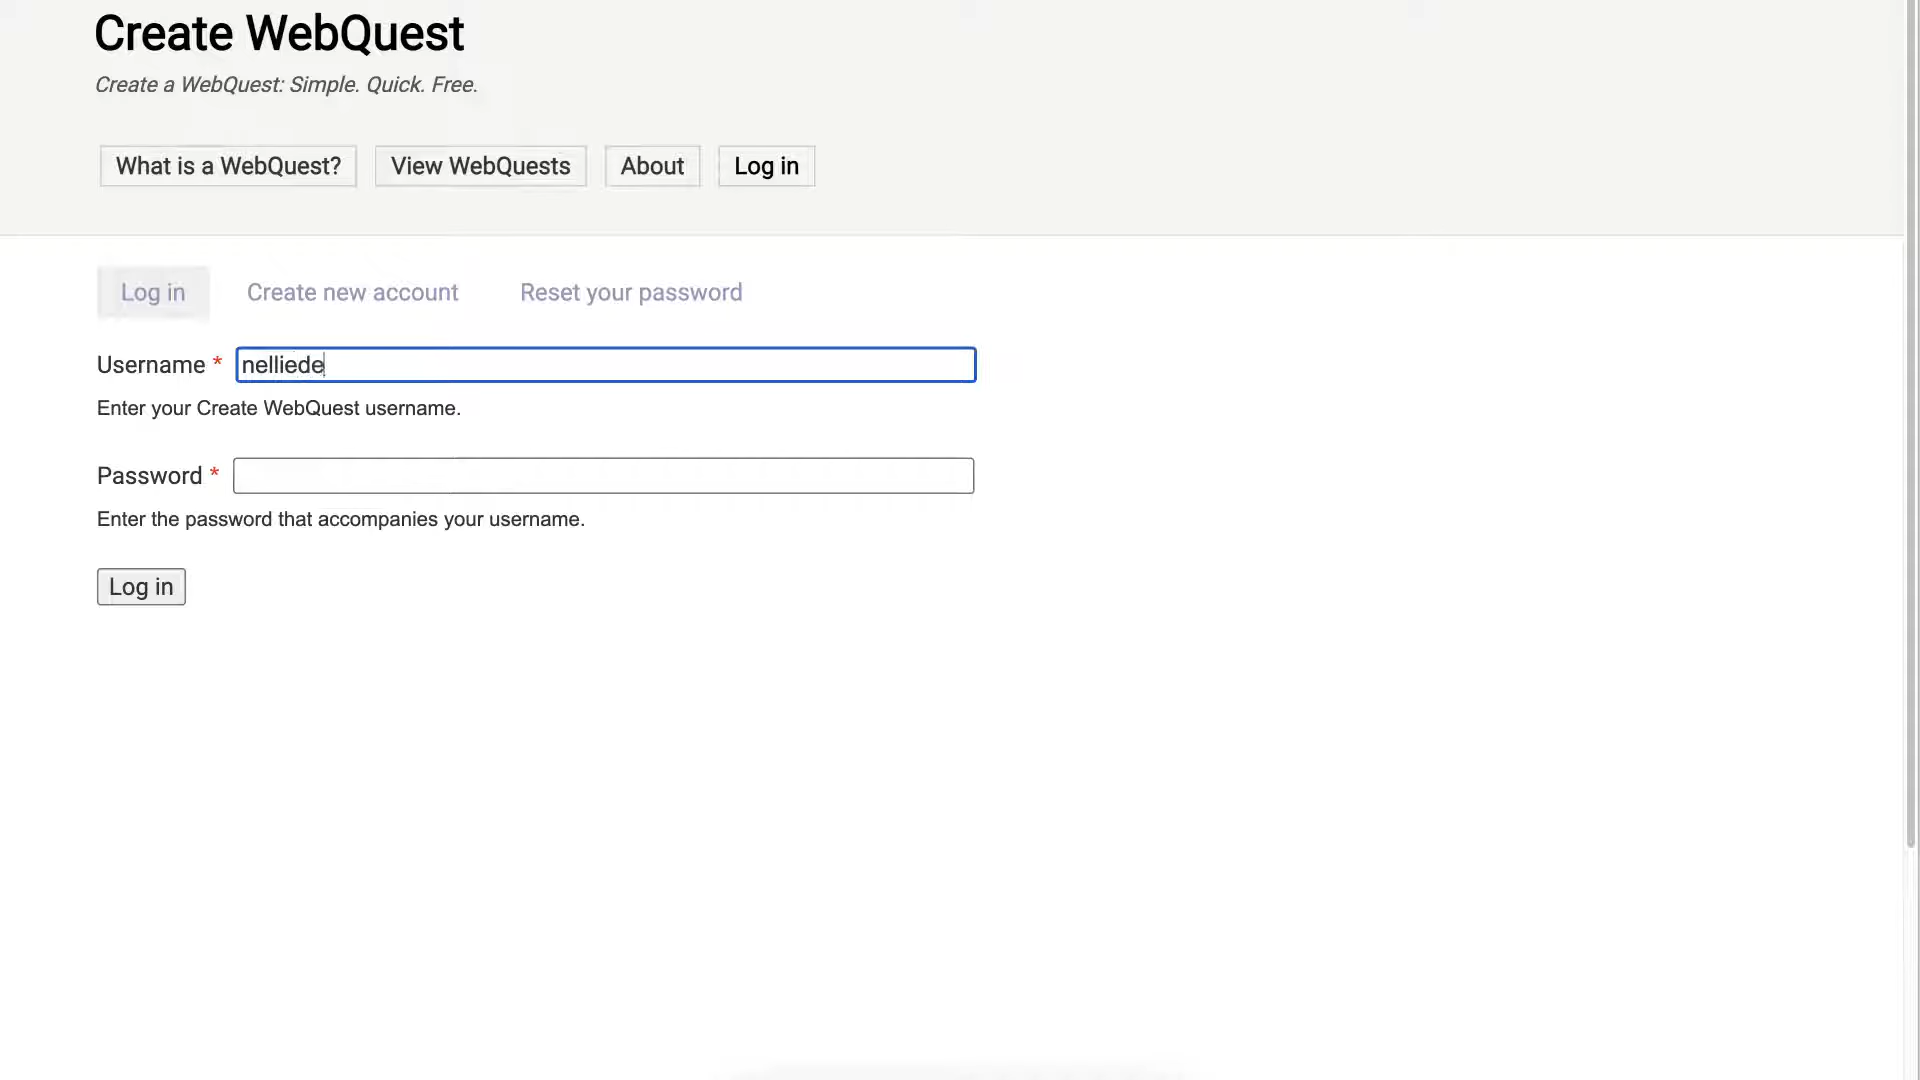 Create WebQuest
Create a WebQuest: Simple. Quick. Free.
What is a WebQuest? View WebQuests About Log in
Log in Create new account Reset your password
Username * nelliede
Enter your Create WebQuest username.
Password *
Enter the password that accompanies your username.
Log in